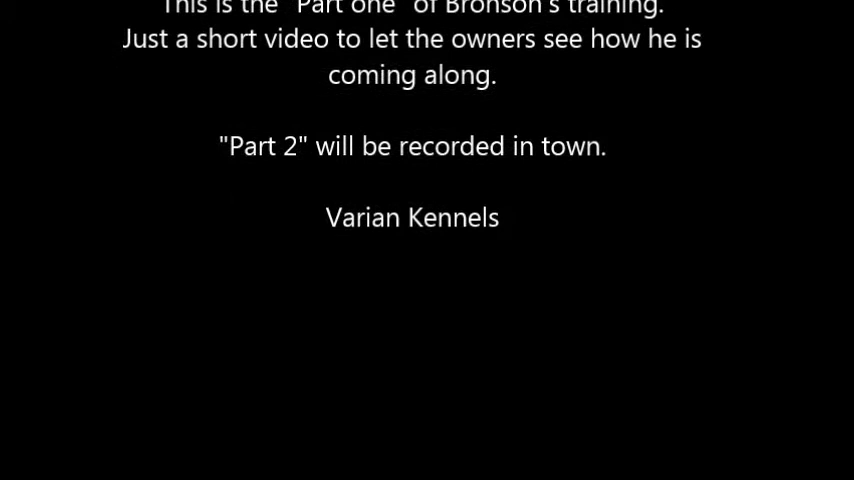 This is the "Part one" of Bronson's training.
Just a short video to let the owners see how he is
coming along.
"Part 2" will be recorded in town.
Varian Kennels